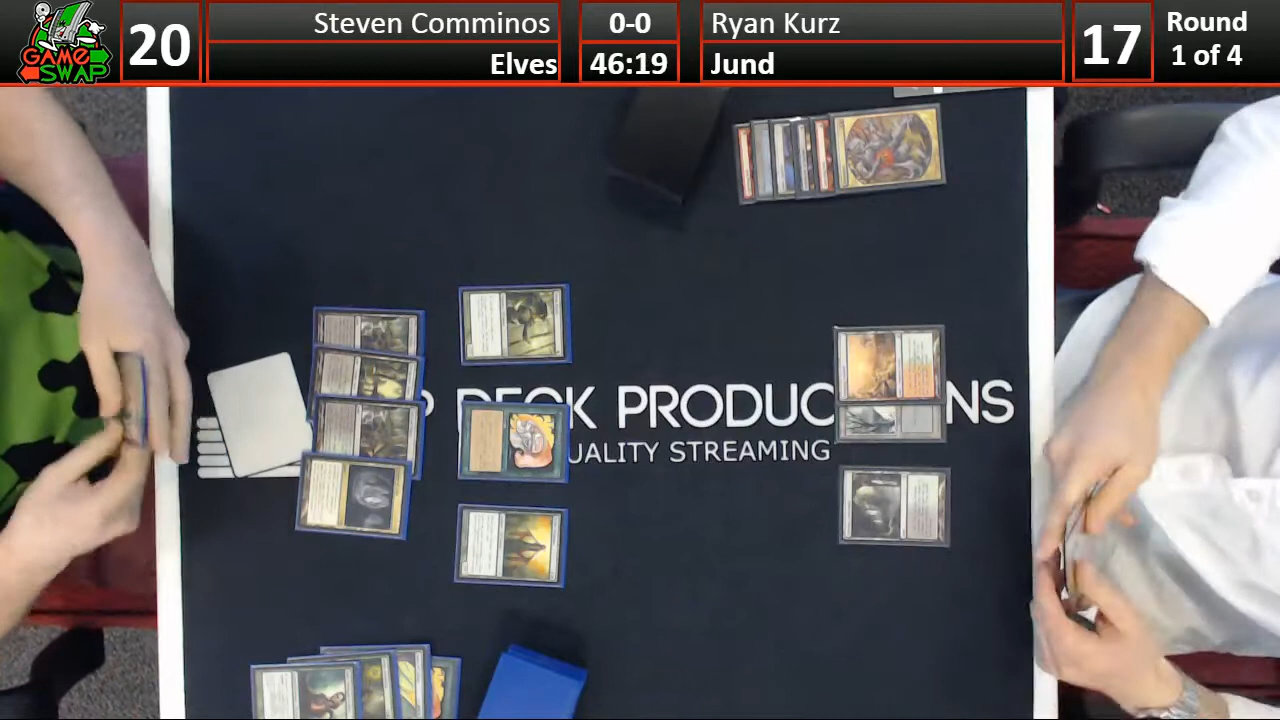 GAME
SWAP
20
Steven Comminos
Elves
0-0
46:19
Ryan Kurz
Jund
17
Round
1 of 4
P DECK PRODUC NS
UALITY STREAMING